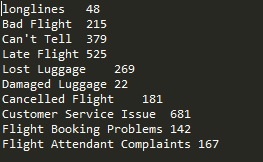 longlines 48
Bad Flight 215
Can't Tell 379
Late Flight 525
Lost Luggage 269
Damaged Luggage 22
Cancelled Flight 181
Customer Service Issue 681
Flight Booking Problems 142
Flight Attendant Complaints 167